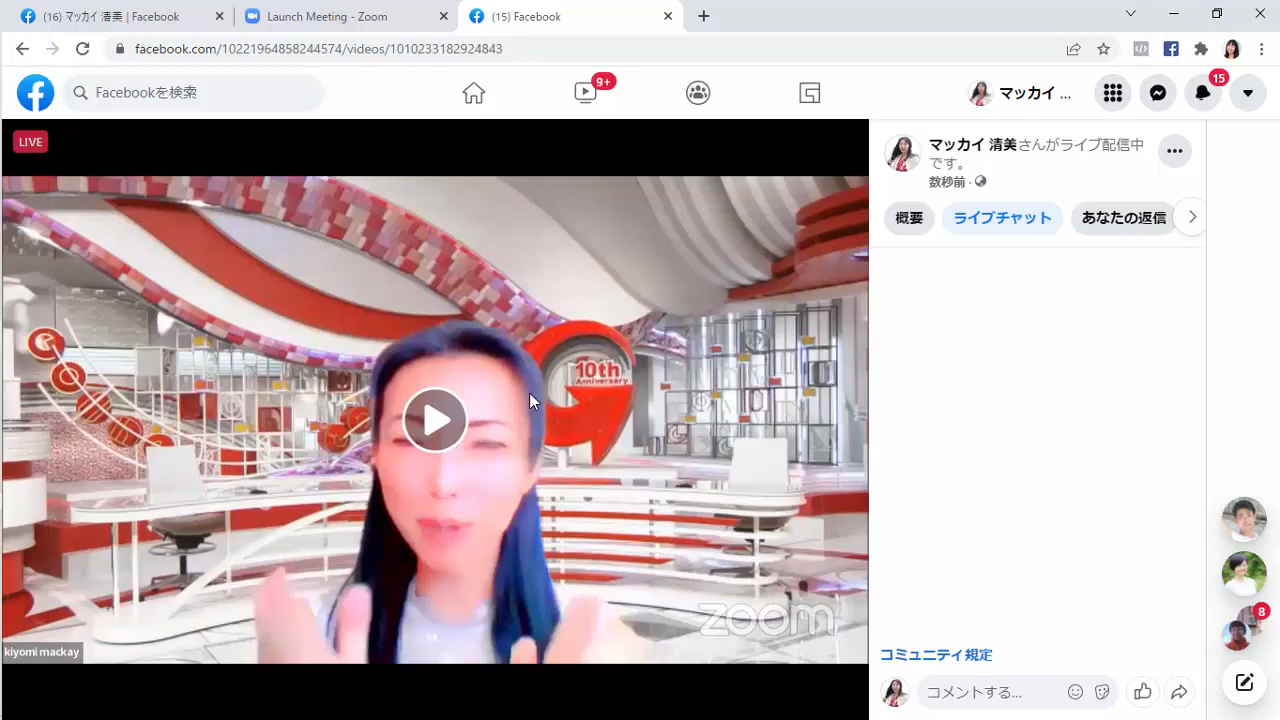 (16) マッカイ 清美 | Facebook
Launch Meeting - Zoom
(15) Facebook
facebook.com/10221964858244574/videos/1010233182924843
Facebookを検索
9+
マッカイ ...
15
LIVE
マッカイ 清美さんがライブ配信中
です。
数秒前 ·
概要
ライブチャット
あなたの返信
10th
Anniversary
zoom
kiyomi mackay
8
コミュニティ規定
コメントする...